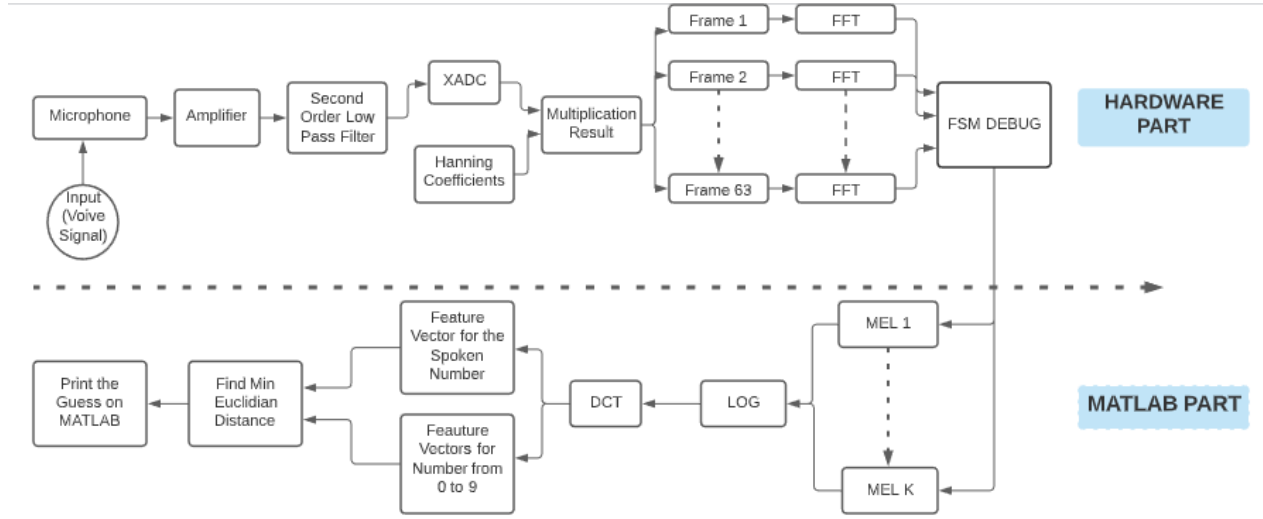 Microphone
Input
(Voive
Signal)
Amplifier
Second
Order Low
Pass Filter
XADC
Hanning
Coefficients
Multiplication
Result
Frame 1
FFT
Frame 2
FFT
Frame 63
FFT
FSM DEBUG
HARDWARE
PART
MEL 1
MEL K
LOG
DCT
Feature
Vector for the
Spoken
Number
Feauture
Vectors for
Number from
0 to 9
Find Min
Euclidian
Distance
Print the
Guess on
MATLAB
MATLAB PART